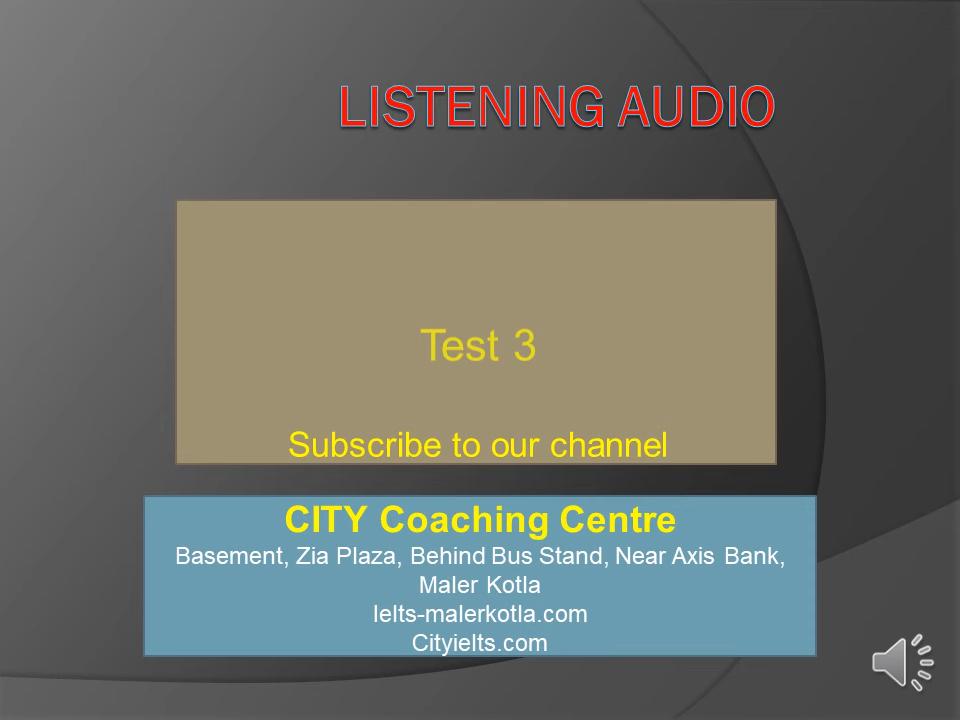 LISTENING AUDIO
Test 3
Subscribe to our channel
CITY Coaching Centre
Basement, Zia Plaza, Behind Bus Stand, Near Axis Bank,
Maler Kotla
Ielts-malerkotla.com
Cityielts.com